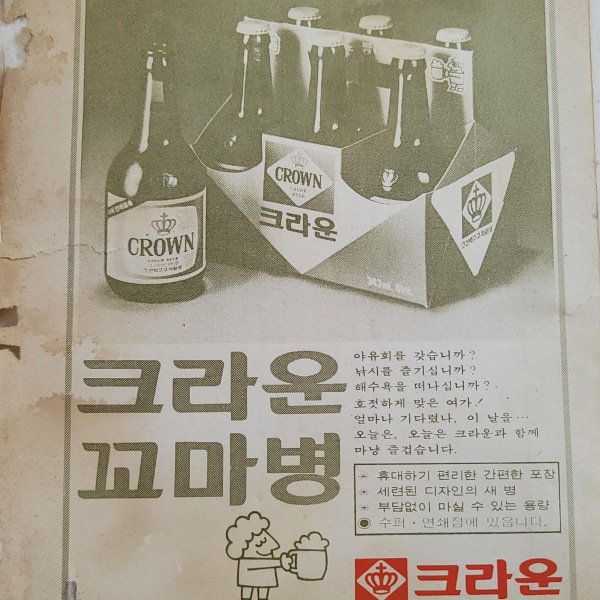 CROWN
LAGER BEER
크라운
CROWN
LAGER BEER
크라운
꼬마병
야유회를 갖습니까?
낚시를 즐기십니까?
해수욕을 떠나십니까?
호젓하게 맞은 여가!
얼마나 기다렸나, 이 날을…
오늘은, 오늘은 크라운과 함께
마냥 즐겁습니다.
* 휴대하기 편리한 간편한 포장
* 세련된 디자인의 새 병
* 부담없이 마실 수 있는 용량
● 수퍼·연쇄점에 있읍니다.
크라운